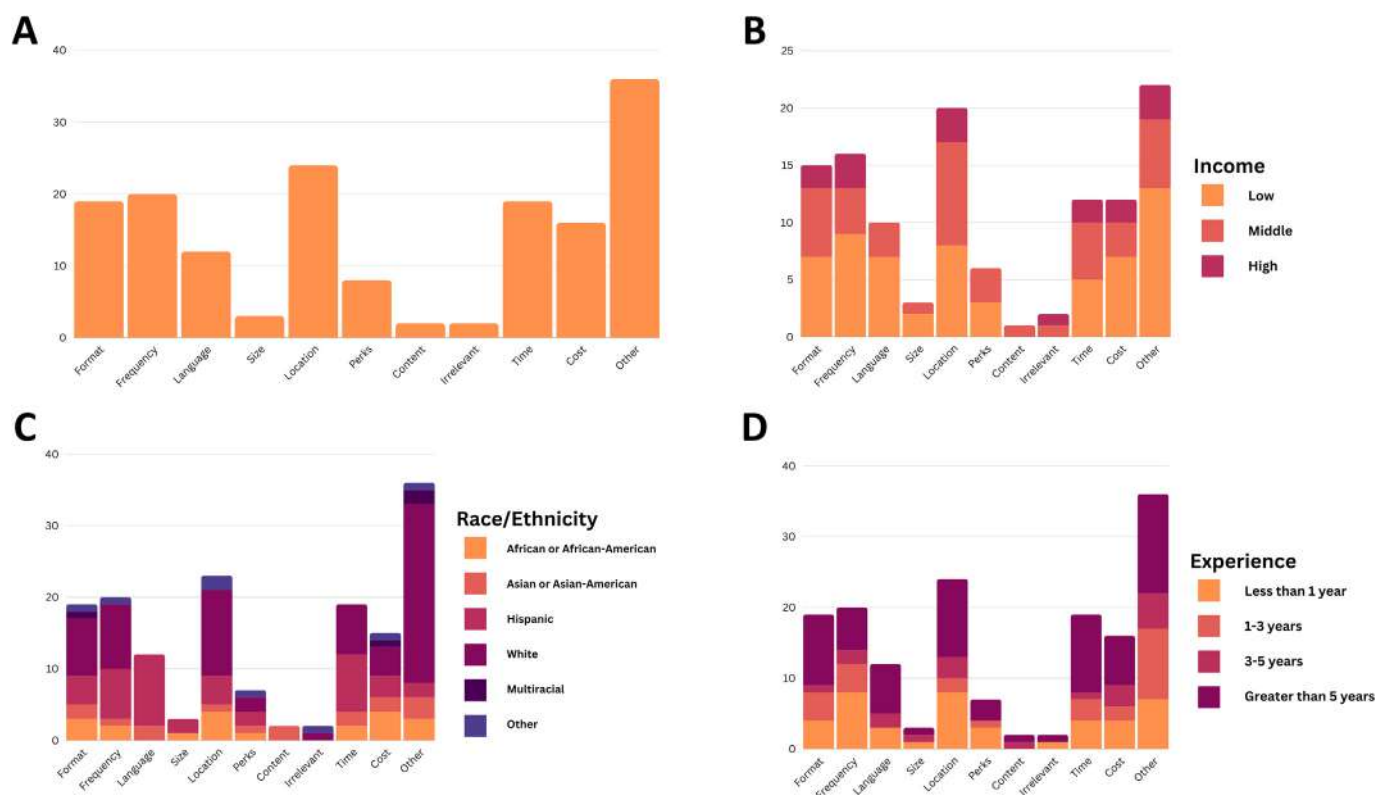 A
40
30
20
10
0
Format
Frequency
Language
Size
Location
Perks
Content
Irrelevant
Time
Cost
Other
B
25
20
15
10
5
0
Format
Frequency
Language
Size
Location
Perks
Content
Irrelevant
Time
Cost
Other
Income
Low
Middle
High
C
40
30
20
10
0
Format
Frequency
Language
Size
Location
Perks
Content
Irrelevant
Time
Cost
Other
Race/Ethnicity
African or African-American
Asian or Asian-American
Hispanic
White
Multiracial
Other
D
40
30
20
10
0
Format
Frequency
Language
Size
Location
Perks
Content
Irrelevant
Time
Cost
Other
Experience
Less than 1 year
1-3 years
3-5 years
Greater than 5 years